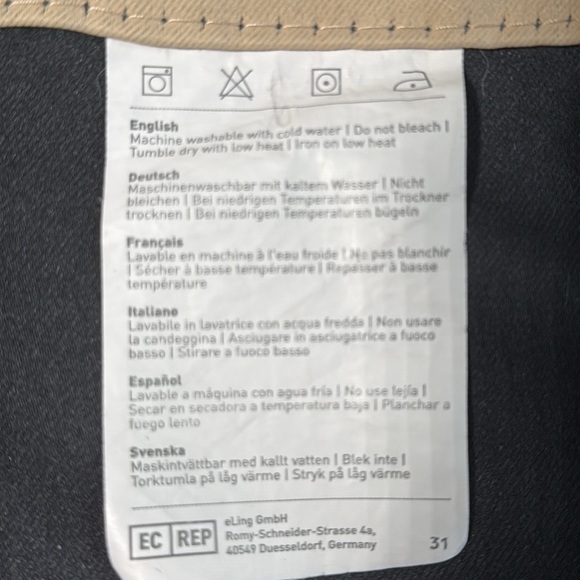 English
Machine washable with cold water | Do not bleach |
Tumble dry with low heat | Iron on low heat
Deutsch
Maschinenwaschbar mit kaltem Wasser | Nicht
bleichen | Bei niedrigen Temperaturen im Trockner
trocknen | Bei niedrigen Temperaturen bügeln
Français
Lavable en machine à l'eau froide | Ne pas blanchir
| Sécher à basse température | Repasser à basse
température
Italiano
Lavabile in lavatrice con acqua fredda | Non usare
la candeggina | Asciugare in asciugatrice a fuoco
basso | Stirare a fuoco basso
Español
Lavable a máquina con agua fría | No use lejía |
Secar en secadora a temperatura baja | Planchar a
fuego lento
Svenska
Maskintvättbar med kallt vatten | Blek inte |
Torktumla på låg värme | Stryk på låg värme
EC REP
eLing GmbH
Romy-Schneider-Strasse 4a,
40549 Duesseldorf, Germany
31